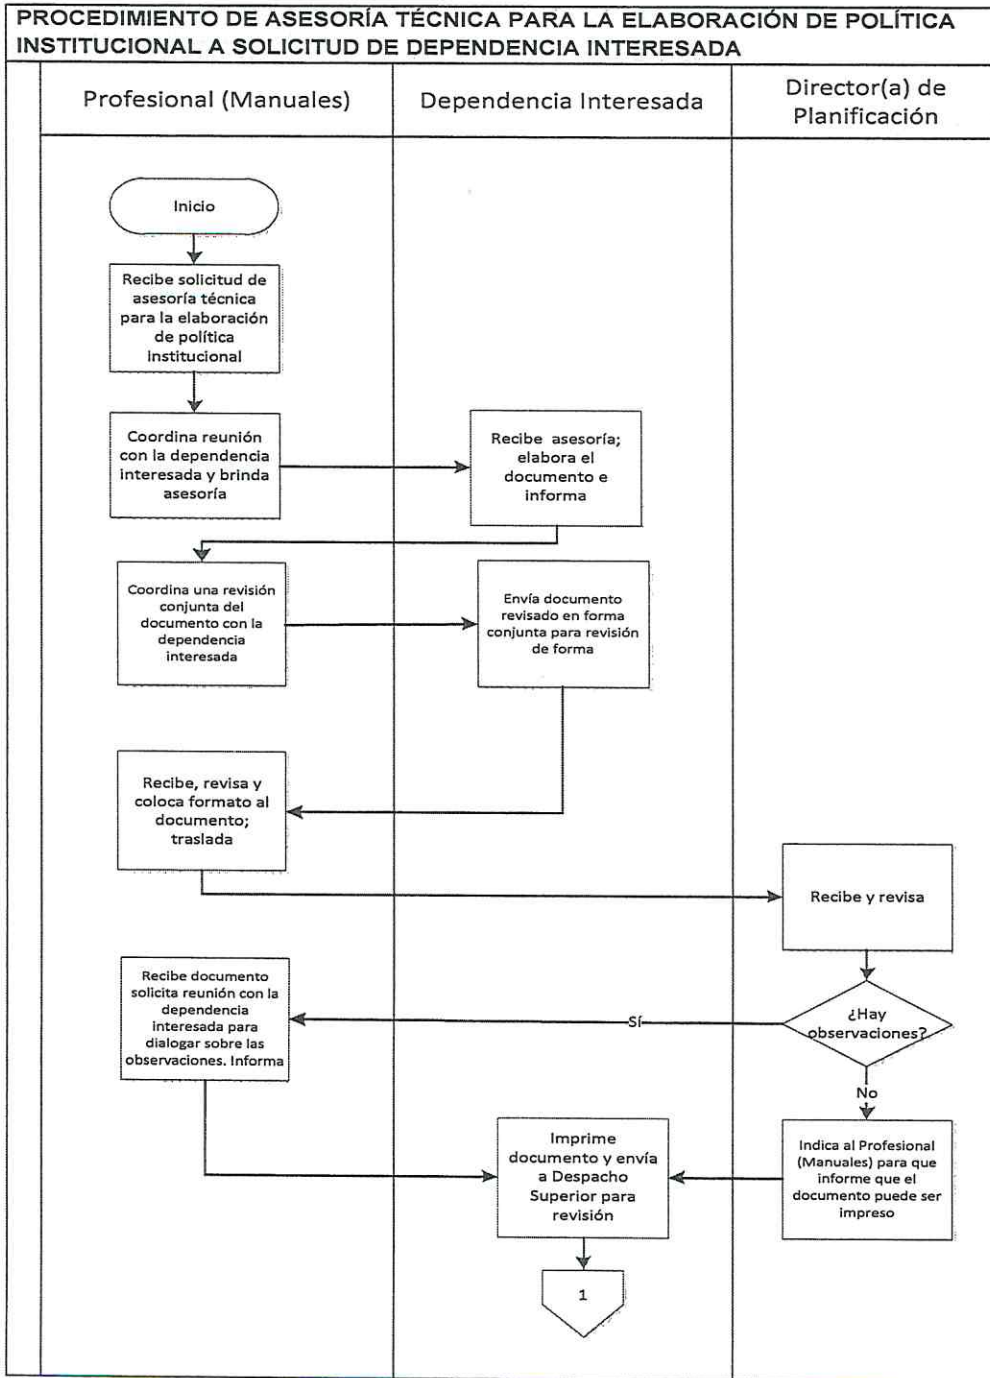 PROCEDIMIENTO DE ASESORÍA TÉCNICA PARA LA ELABORACIÓN DE POLÍTICA
INSTITUCIONAL A SOLICITUD DE DEPENDENCIA INTERESADA
Profesional (Manuales)
Dependencia Interesada
Director(a) de
Planificación
Inicio
Recibe solicitud de
asesoría técnica
para la elaboración
de política
institucional
Coordina reunión
con la dependencia
interesada y brinda
asesoría
Recibe asesoría;
elabora el
documento e
informa
Coordina una revisión
conjunta del
documento con la
dependencia
interesada
Envía documento
revisado en forma
conjunta para revisión
de forma
Recibe, revisa y
coloca formato al
documento;
traslada
Recibe y revisa
¿Hay
observaciones?
Sí
Recibe documento
solicita reunión con la
dependencia
interesada para
dialogar sobre las
observaciones. Informa
No
Indica al Profesional
(Manuales) para que
informe que el
documento puede ser
impreso
Imprime
documento y envía
a Despacho
Superior para
revisión
1